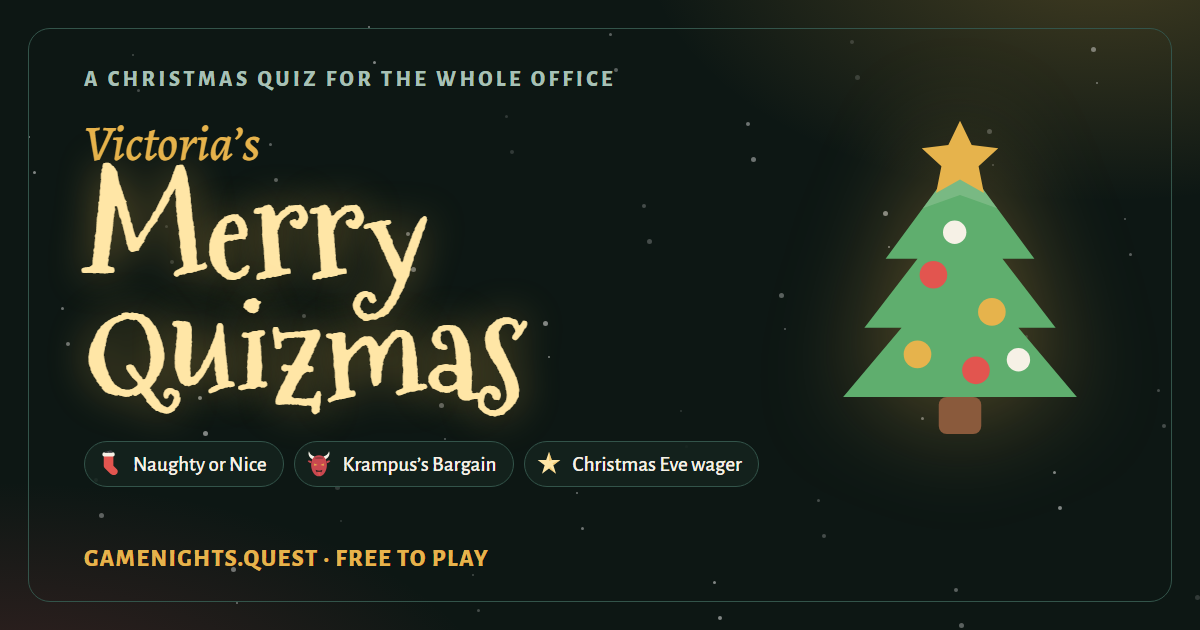 A CHRISTMAS QUIZ FOR THE WHOLE OFFICE
Victoria’s
Merry
Quizmas
Naughty or Nice
Krampus’s Bargain
Christmas Eve wager
GAMENIGHTS.QUEST · FREE TO PLAY